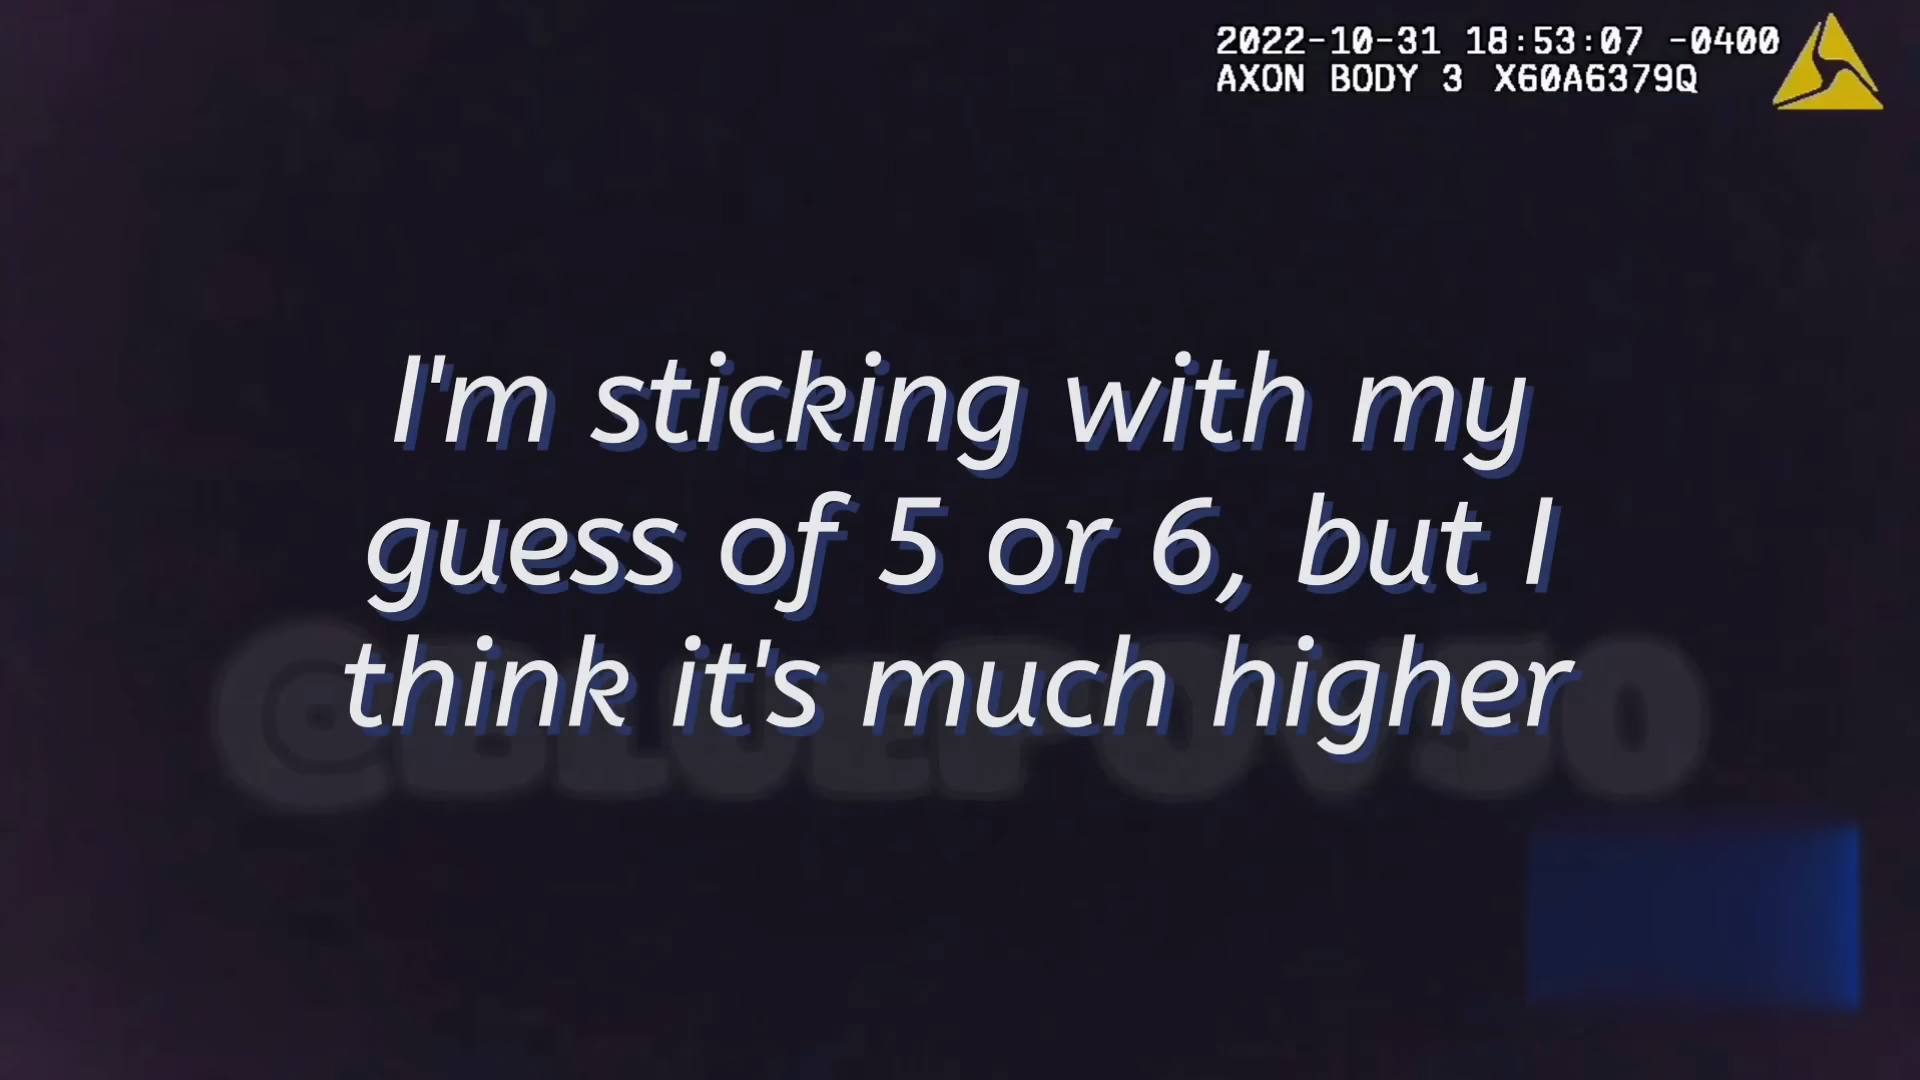 2022-10-31 18:53:07 -0400
AXON BODY 3 X60A6379Q
I'm sticking with my
guess of 5 or 6, but I
think it's much higher
@BLUEPOV50